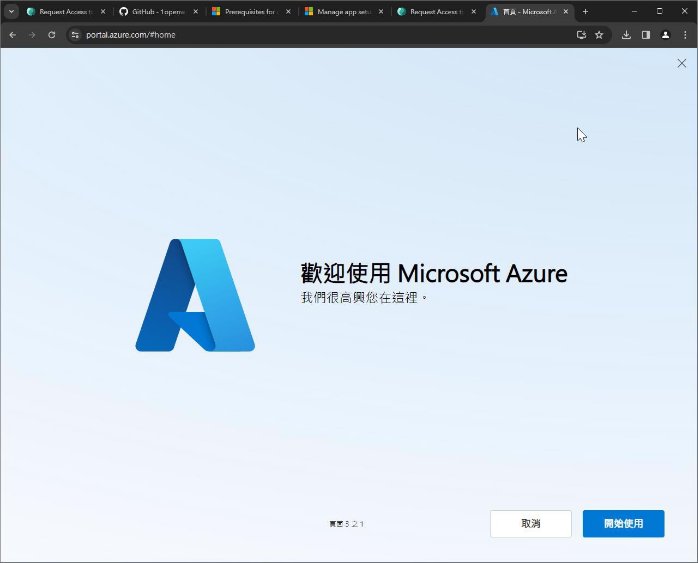 Request Access t
GitHub - 1openem
Prerequisites for
Manage app setu
Request Access t
首頁 - Microsoft A
portal.azure.com/#home
歡迎使用 Microsoft Azure
我們很高興您在這裡。
頁面 5 之 1
取消
開始使用